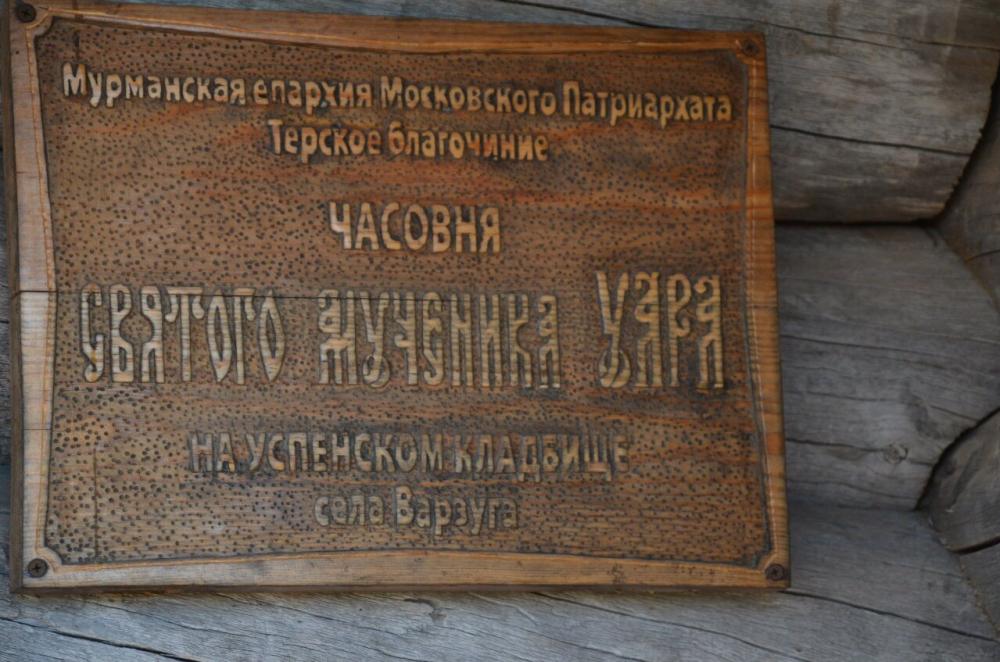 Мурманская епархия Московского Патриархата
Терское благочиние
ЧАСОВНЯ
СВЯТОГО МУЧЕНИКА УАРА
НА УСПЕНСКОМ КЛАДБИЩЕ
села Варзуга